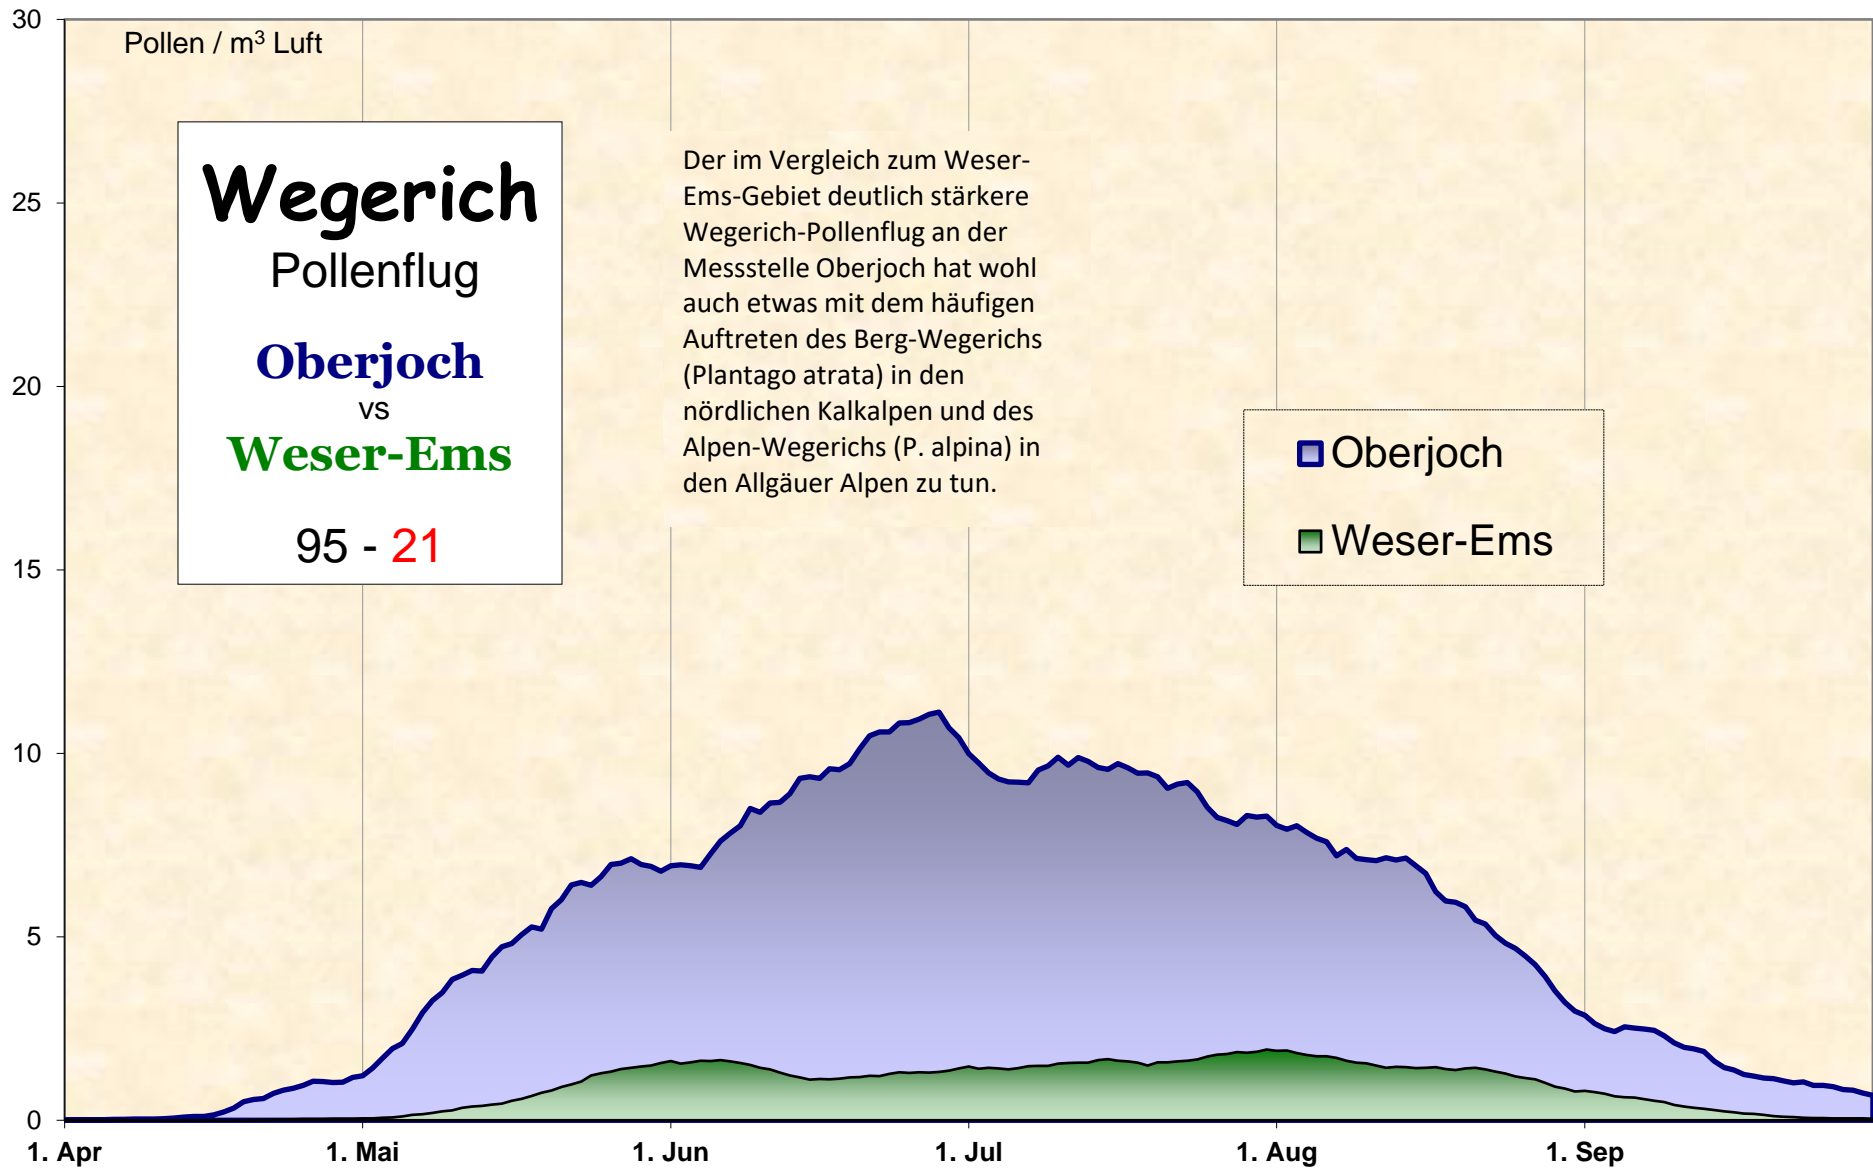 30
Pollen / m³ Luft
25
20
15
10
5
0
Wegerich
Pollenflug
Oberjoch
vs
Weser-Ems
95 - 21
Der im Vergleich zum Weser-
Ems-Gebiet deutlich stärkere
Wegerich-Pollenflug an der
Messstelle Oberjoch hat wohl
auch etwas mit dem häufigen
Auftreten des Berg-Wegerichs
(Plantago atrata) in den
nördlichen Kalkalpen und des
Alpen-Wegerichs (P. alpina) in
den Allgäuer Alpen zu tun.
Oberjoch
Weser-Ems
1. Apr
1. Mai
1. Jun
1. Jul
1. Aug
1. Sep